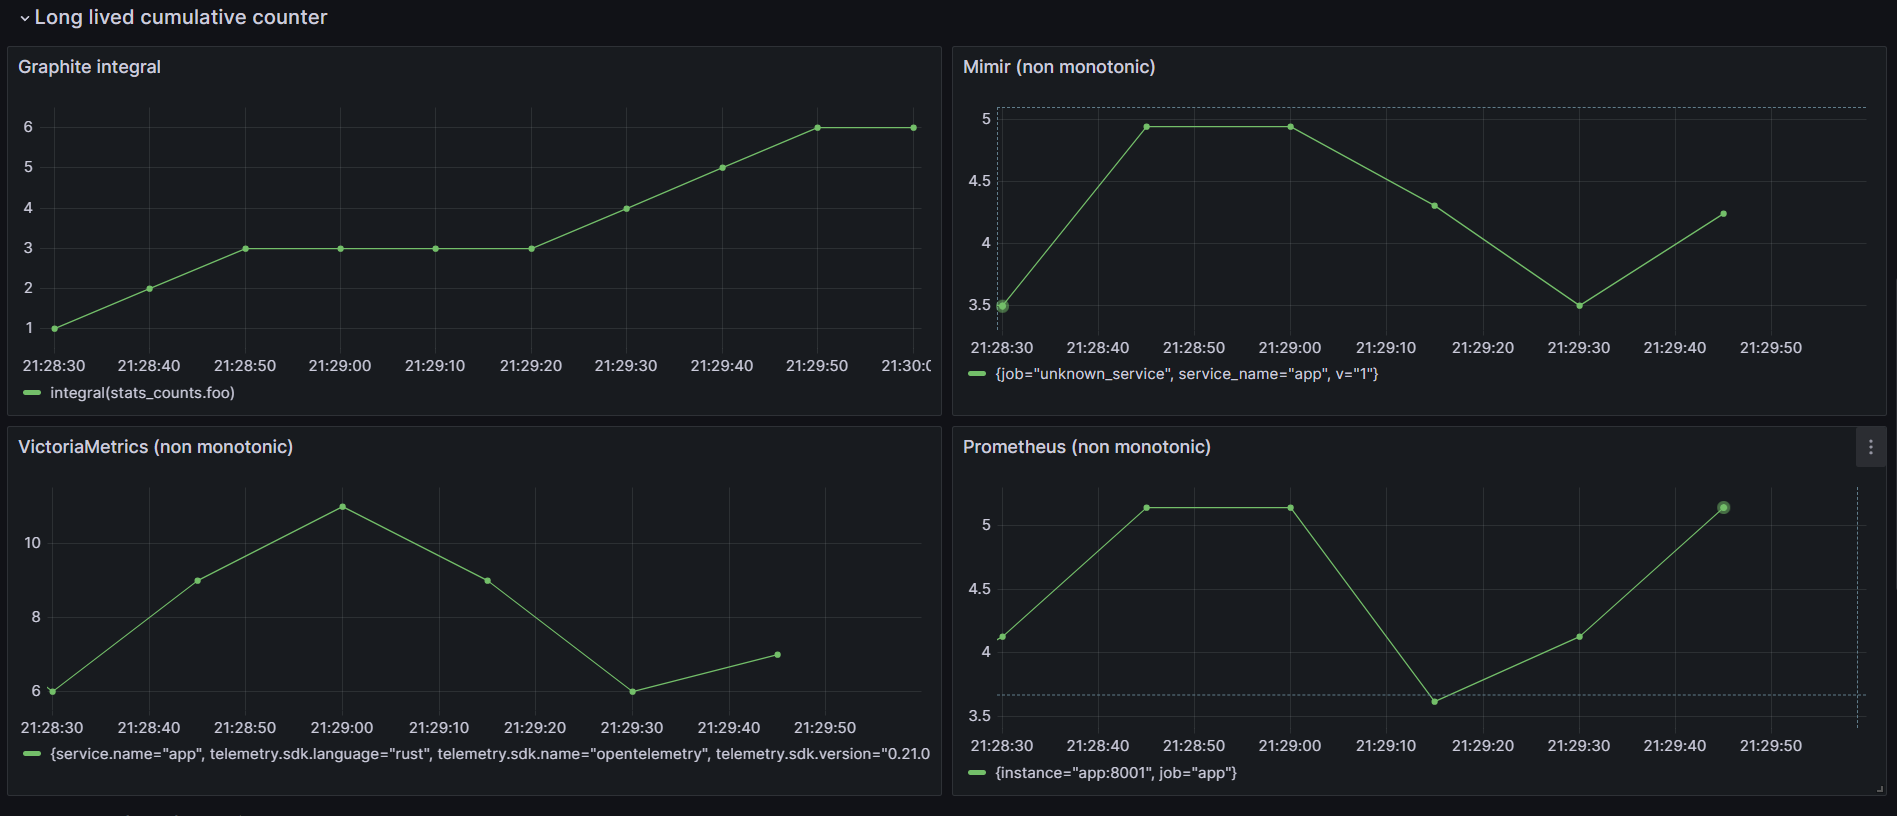 Long lived cumulative counter
Graphite integral
6
5
4
3
2
1
21:28:30 21:28:40 21:28:50 21:29:00 21:29:10 21:29:20 21:29:30 21:29:40 21:29:50 21:30:0
integral(stats_counts.foo)
Mimir (non monotonic)
5
4.5
4
3.5
21:28:30 21:28:40 21:28:50 21:29:00 21:29:10 21:29:20 21:29:30 21:29:40 21:29:50
{job="unknown_service", service_name="app", v="1"}
VictoriaMetrics (non monotonic)
10
8
6
21:28:30 21:28:40 21:28:50 21:29:00 21:29:10 21:29:20 21:29:30 21:29:40 21:29:50
{service.name="app", telemetry.sdk.language="rust", telemetry.sdk.name="opentelemetry", telemetry.sdk.version="0.21.0
Prometheus (non monotonic)
5
4.5
4
3.5
21:28:30 21:28:40 21:28:50 21:29:00 21:29:10 21:29:20 21:29:30 21:29:40 21:29:50
{instance="app:8001", job="app"}